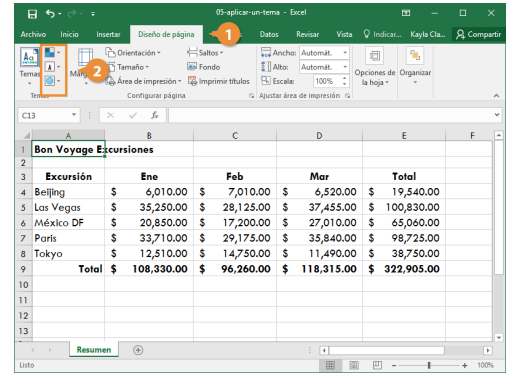 05-aplicar-un-tema - Excel
Archivo Inicio Insertar Diseño de página Datos Revisar Vista Indicar... Kayla Cla... Compartir
1
Aa Orientación Saltos Ancho: Automát.
A Tamaño Fondo Alto: Automát. Opciones de la hoja Organizar
2
Temas Área de impresión Imprimir títulos Escala: 100%
Temas Configurar página Ajustar área de impresión
C13 fx
A B C D E F
1 Bon Voyage Excursiones
2
3 Excursión Ene Feb Mar Total
4 Beijing $ 6,010.00 $ 7,010.00 $ 6,520.00 $ 19,540.00
5 Las Vegas $ 35,250.00 $ 28,125.00 $ 37,455.00 $ 100,830.00
6 México DF $ 20,850.00 $ 17,200.00 $ 27,010.00 $ 65,060.00
7 Paris $ 33,710.00 $ 29,175.00 $ 35,840.00 $ 98,725.00
8 Tokyo $ 12,510.00 $ 14,750.00 $ 11,490.00 $ 38,750.00
9 Total $ 108,330.00 $ 96,260.00 $ 118,315.00 $ 322,905.00
10
11
12
13
Resumen
Listo 100%